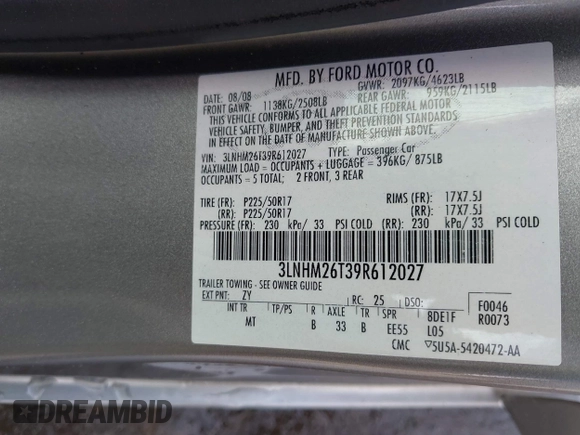 MFD. BY FORD MOTOR CO.
DATE: 08/08 GVWR: 2097KG/4623LB
FRONT GAWR: 1138KG/2508LB REAR GAWR: 959KG/2115LB
THIS VEHICLE CONFORMS TO ALL APPLICABLE FEDERAL MOTOR
VEHICLE SAFETY, BUMPER, AND THEFT PREVENTION STANDARDS
IN EFFECT ON THE DATE OF MANUFACTURE SHOWN ABOVE.
VIN: 3LNHM26T39R612027 TYPE: Passenger Car
MAXIMUM LOAD = OCCUPANTS + LUGGAGE = 396KG/ 875LB
OCCUPANTS = 5 TOTAL; 2 FRONT, 3 REAR
TIRE (FR): P225/50R17 RIMS (FR): 17X7.5J
(RR): P225/50R17 (RR): 17X7.5J
PRESSURE (FR): 230 kPa/ 33 PSI COLD (RR): 230 kPa/ 33 PSI COLD
3LNHM26T39R612027
TRAILER TOWING - SEE OWNER GUIDE
EXT PNT: ZY RC: 25 DSO: F0046
INT TR TP/PS R AXLE TR SPR 8DE1F R0073
MT B 33 B EE55 L05
CMC ▽5U5A-5420472-AA
DREAMBID